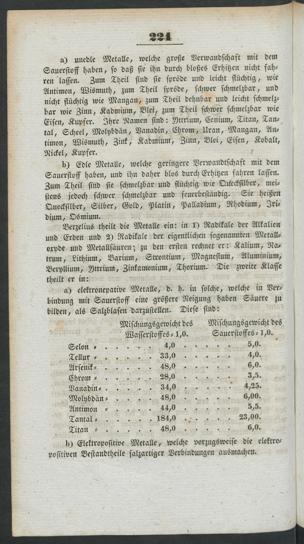 224
a) unedle Metalle, welche große Verwandschaft mit dem
Sauerstoff haben, so daß sie ihn durch bloßes Erhitzen nicht fah-
ren lassen. Zum Theil sind sie spröde und leicht flüchtig, wie
Antimon, Wismuth, zum Theil spröde, schwer schmelzbar, und
nicht flüchtig wie Mangan, zum Theil dehnbar und leicht schmelz-
bar wie Zinn, Kadmium, Blei, zum Theil schwer schmelzbar wie
Eisen, Kupfer. Ihre Namen sind: Yttrium, Cenium, Titan, Tan-
tal, Scheel, Molybdän, Vanadin, Chrom, Uran, Mangan, An-
timon, Wismuth, Zink, Kadmium, Zinn, Blei, Eisen, Kobalt,
Nickel, Kupfer.
b) Edle Metalle, welche geringere Verwandschaft mit dem
Sauerstoff haben, und ihn daher blos durch Erhitzen fahren lassen.
Zum Theil sind sie schmelzbar und flüchtig wie Quecksilber, mei-
stens jedoch schwer schmelzbar und feuerbeständig. Sie heißen
Quecksilber, Silber, Gold, Platin, Palladium, Rhodium, Iri-
dium, Osmium.
Berzelius theilt die Metalle ein: in 1) Radikale der Alkalien
und Erden und 2) Radikale der eigentlichen sogenannten Metall-
oxyde und Metallsäuren; zu den ersten rechnet er: Kalium, Na-
trum, Lithium, Barium, Strontium, Magnesium, Aluminium,
Beryllium, Yttrium, Zinkanomium, Thorium. Die zweite Klasse
theilt er in:
a) elektronegative Metalle, d. h. in solche, welche in Ver-
bindung mit Sauerstoff eine größere Neigung haben Säure zu
bilden, als Salzblasen darzustellen. Diese sind:
Mischungsgewicht des Mischungsgewicht des
Wasserstoffes = 1,0. Sauerstoffes = 1,0.
Selen = . . . . . 4,0 . . . . . 5,0.
Tellur = . . . . . 33,0 . . . . . 4,0.
Arsenik = . . . . . 48,0 . . . . . 6,0.
Chrom = . . . . . 28,0 . . . . . 3,5.
Vanadin = . . . . . 34,0 . . . . . 4,25.
Molybdän = . . . . . 48,0 . . . . . 6,00.
Antimon = . . . . . 44,0 . . . . . 5,5.
Tantal = . . . . . 184,0 . . . . . 23,00.
Titan = . . . . . 48,0 . . . . . 6,0.
b) Elektropositive Metalle, welche vorzugsweise die elektro-
positiven Bestandtheile salzartiger Verbindungen ausmachen.